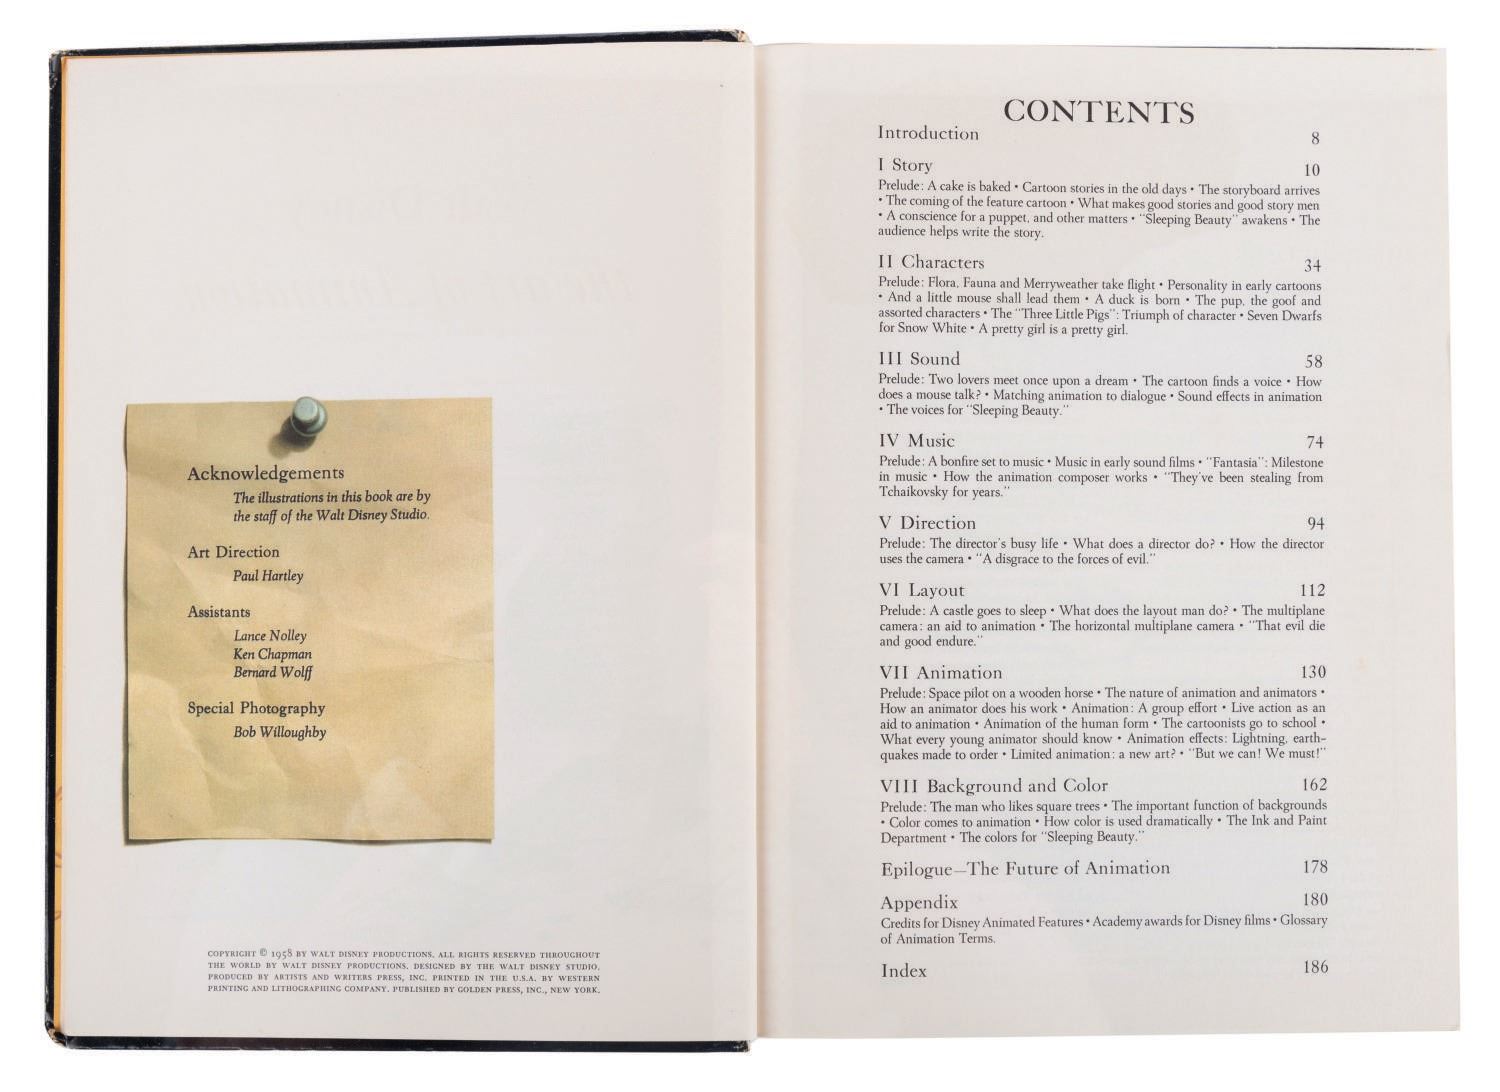 Acknowledgements
The illustrations in this book are by
the staff of the Walt Disney Studio.
Art Direction
Paul Hartley
Assistants
Lance Nolley
Ken Chapman
Bernard Wolff
Special Photography
Bob Willoughby
COPYRIGHT © 1958 BY WALT DISNEY PRODUCTIONS. ALL RIGHTS RESERVED THROUGHOUT
THE WORLD BY WALT DISNEY PRODUCTIONS. DESIGNED BY THE WALT DISNEY STUDIO.
PRODUCED BY ARTISTS AND WRITERS PRESS, INC. PRINTED IN THE U.S.A. BY WESTERN
PRINTING AND LITHOGRAPHING COMPANY. PUBLISHED BY GOLDEN PRESS, INC., NEW YORK.
CONTENTS
Introduction 8
I Story 10
Prelude: A cake is baked • Cartoon stories in the old days • The storyboard arrives
• The coming of the feature cartoon • What makes good stories and good story men
• A conscience for a puppet, and other matters • "Sleeping Beauty" awakens • The
audience helps write the story.
II Characters 34
Prelude: Flora, Fauna and Merryweather take flight • Personality in early cartoons
• And a little mouse shall lead them • A duck is born • The pup, the goof and
assorted characters • The "Three Little Pigs": Triumph of character • Seven Dwarfs
for Snow White • A pretty girl is a pretty girl.
III Sound 58
Prelude: Two lovers meet once upon a dream • The cartoon finds a voice • How
does a mouse talk? • Matching animation to dialogue • Sound effects in animation
• The voices for "Sleeping Beauty."
IV Music 74
Prelude: A bonfire set to music • Music in early sound films • "Fantasia": Milestone
in music • How the animation composer works • "They've been stealing from
Tchaikovsky for years."
V Direction 94
Prelude: The director's busy life • What does a director do? • How the director
uses the camera • "A disgrace to the forces of evil."
VI Layout 112
Prelude: A castle goes to sleep • What does the layout man do? • The multiplane
camera: an aid to animation • The horizontal multiplane camera • "That evil die
and good endure."
VII Animation 130
Prelude: Space pilot on a wooden horse • The nature of animation and animators •
How an animator does his work • Animation: A group effort • Live action as an
aid to animation • Animation of the human form • The cartoonists go to school •
What every young animator should know • Animation effects: Lightning, earth-
quakes made to order • Limited animation: a new art? • "But we can! We must!"
VIII Background and Color 162
Prelude: The man who likes square trees • The important function of backgrounds
• Color comes to animation • How color is used dramatically • The Ink and Paint
Department • The colors for "Sleeping Beauty."
Epilogue—The Future of Animation 178
Appendix 180
Credits for Disney Animated Features • Academy awards for Disney films • Glossary
of Animation Terms.
Index 186